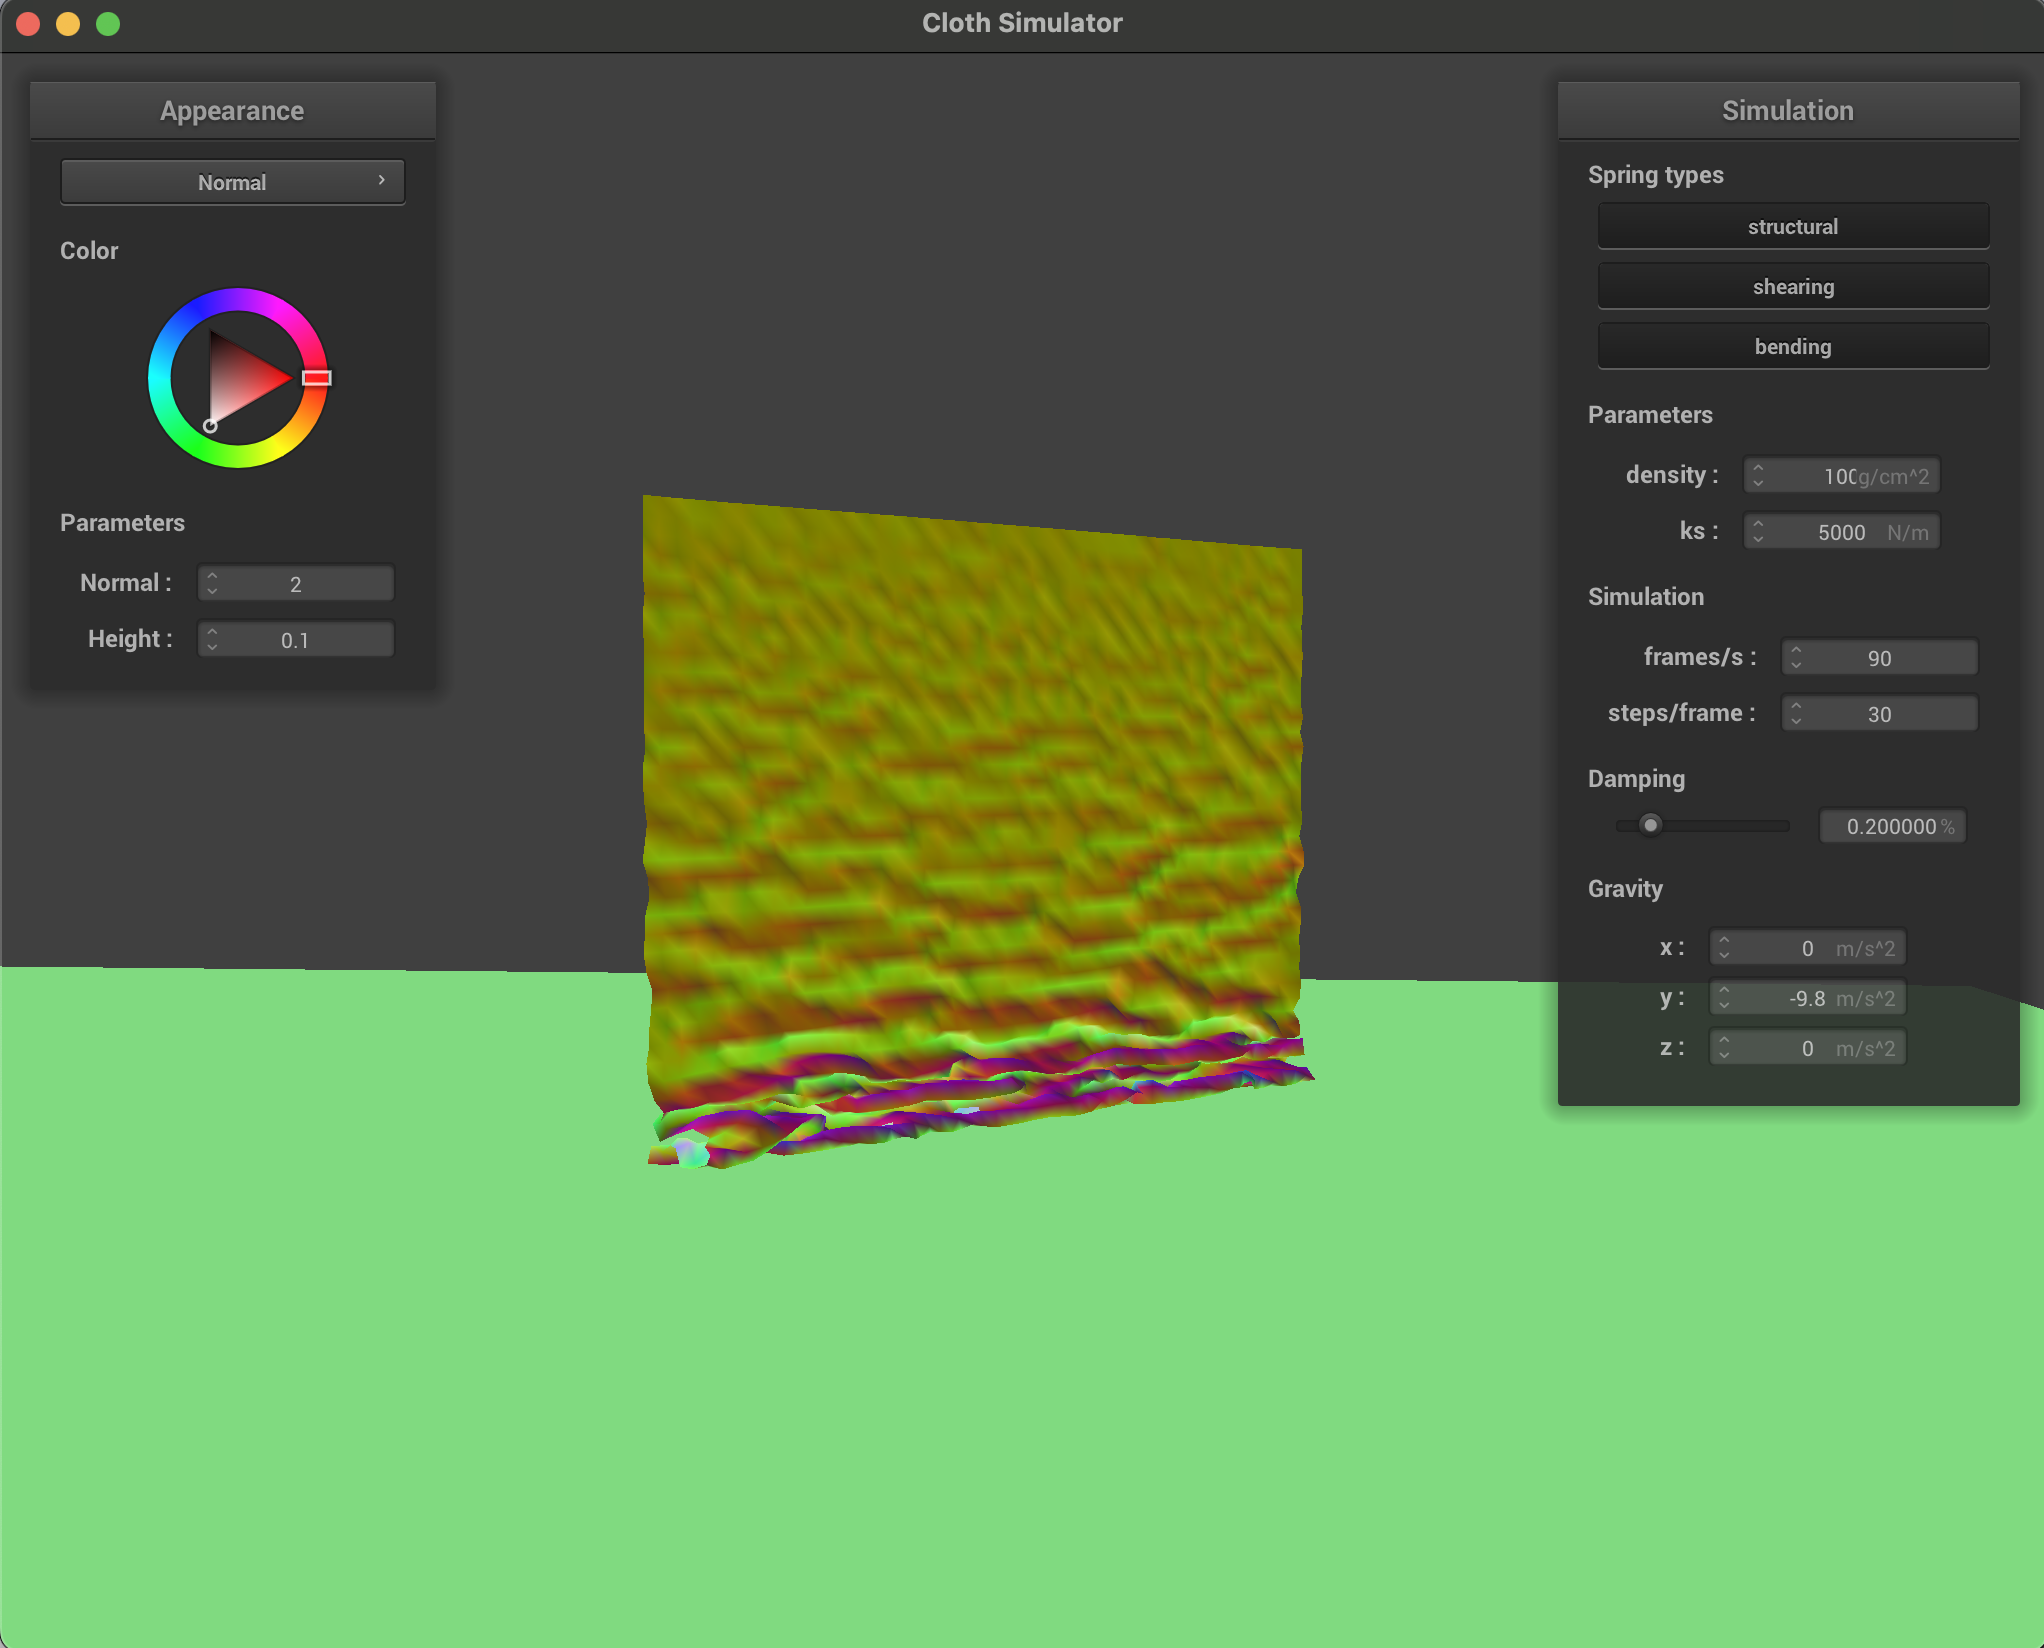 Cloth Simulator
Appearance
Normal
Color
Parameters
Normal : 2
Height : 0.1
Simulation
Spring types
structural
shearing
bending
Parameters
density : 100 g/cm^2
ks : 5000 N/m
Simulation
frames/s : 90
steps/frame : 30
Damping
0.200000 %
Gravity
x : 0 m/s^2
y : -9.8 m/s^2
z : 0 m/s^2